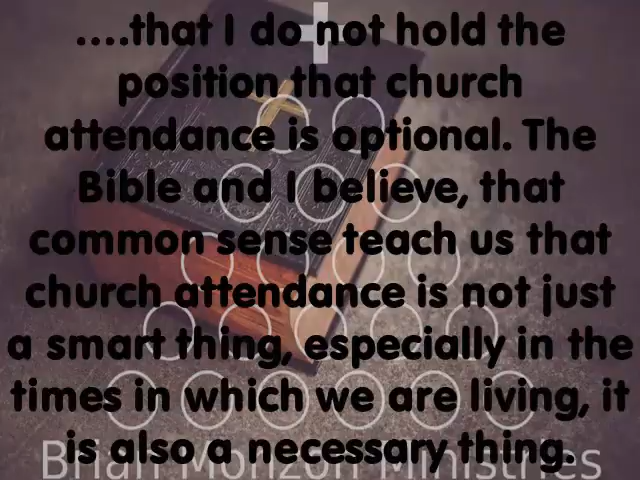 ....that I do not hold the
position that church
attendance is optional. The
Bible and I believe, that
common sense teach us that
church attendance is not just
a smart thing, especially in the
times in which we are living, it
is also a necessary thing.
Brian Monzon Ministries